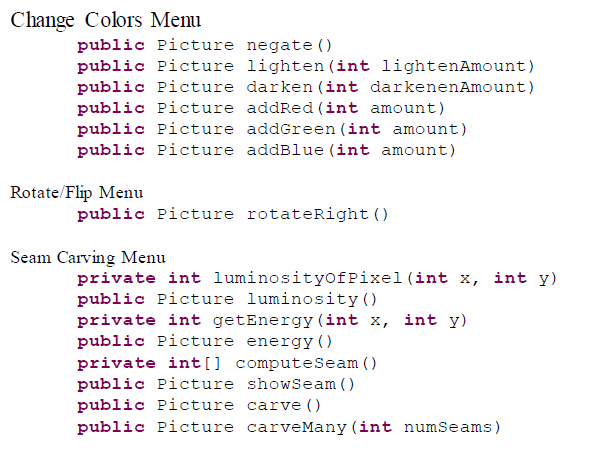 Change Colors Menu
public Picture negate()
public Picture lighten(int lightenAmount)
public Picture darken(int darkenenAmount)
public Picture addRed(int amount)
public Picture addGreen(int amount)
public Picture addBlue(int amount)
Rotate/Flip Menu
public Picture rotateRight()
Seam Carving Menu
private int luminosityOfPixel(int x, int y)
public Picture luminosity()
private int getEnergy(int x, int y)
public Picture energy()
private int[] computeSeam()
public Picture showSeam()
public Picture carve()
public Picture carveMany(int numSeams)